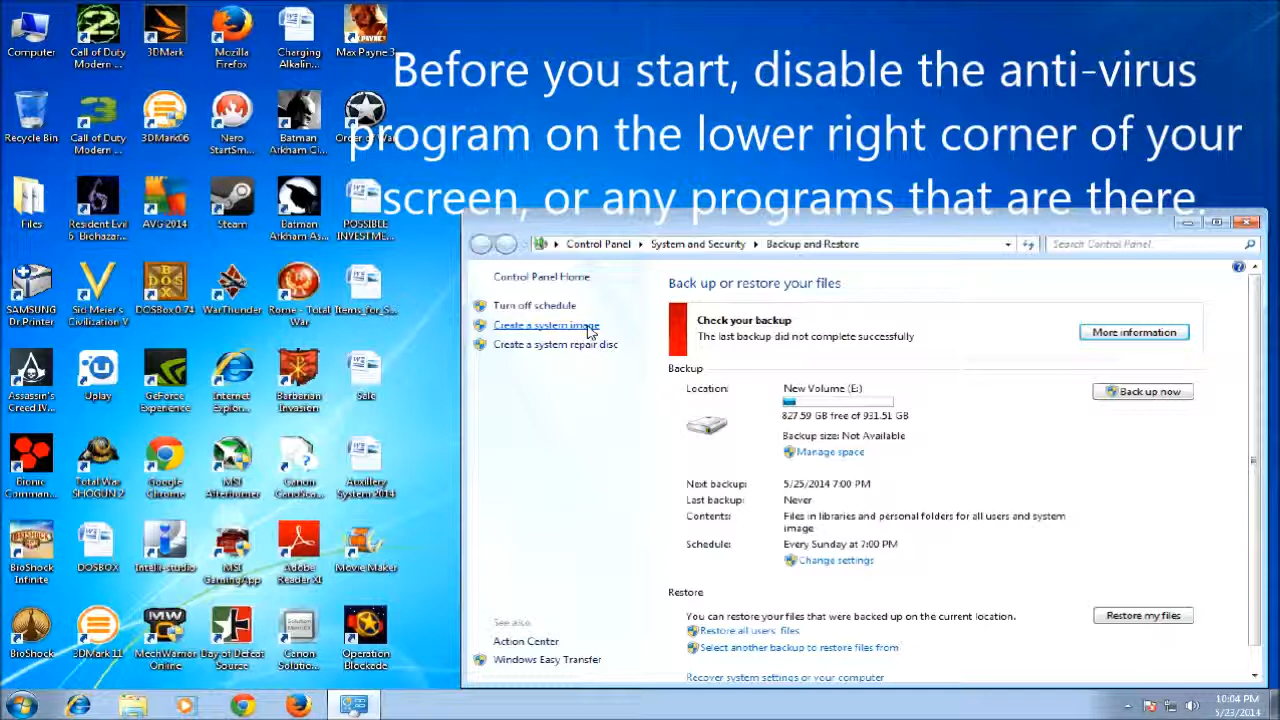 Before you start, disable the anti-virus
program on the lower right corner of your
screen, or any programs that are there
Computer
Call of Duty
Modern ...
3DMark
Mozilla
Firefox
Charging
Alkalin...
Max Payne 3
Recycle Bin
Call of Duty
Modern ...
3DMark06
Nero
StartSm...
Batman
Arkham Ci...
Order of War
Files
Resident Evil
6 Biohazar...
AVG 2014
Steam
Batman
Arkham As...
POSSIBLE
INVESTME...
SAMSUNG
Dr.Printer
Sid Meier's
Civilization V
DOSBox 0.74
WarThunder
Rome - Total
War
Items_for_S...
Assassin's
Creed IV...
Uplay
GeForce
Experience
Internet
Explor...
Barbarian
Invasion
Sale
Bionic
Comman...
Total War
SHOGUN 2
Google
Chrome
MSI
Afterburner
Canon
CanoSca...
Auxillery
System 2014
BioShock
Infinite
DOSBOX
Intelli-studio
MSI
GamingApp
Adobe
Reader XI
Movie Maker
BioShock
3DMark 11
MechWarrior
Online
Day of Defeat
Source
Canon
Solutio...
Operation
Blockade
Control Panel
System and Security
Backup and Restore
Search Control Panel
Control Panel Home
Turn off schedule
Create a system image
Create a system repair disc
See also
Action Center
Windows Easy Transfer
Back up or restore your files
Check your backup
The last backup did not complete successfully
More information
Backup
Location:
New Volume (E:)
827.59 GB free of 931.51 GB
Backup size: Not Available
Manage space
Back up now
Next backup:
5/25/2014 7:00 PM
Last backup:
Never
Contents:
Files in libraries and personal folders for all users and system
image
Schedule:
Every Sunday at 7:00 PM
Change settings
Restore
You can restore your files that were backed up on the current location.
Restore my files
Restore all users' files
Select another backup to restore files from
Recover system settings or your computer
10:04 PM
5/23/2014